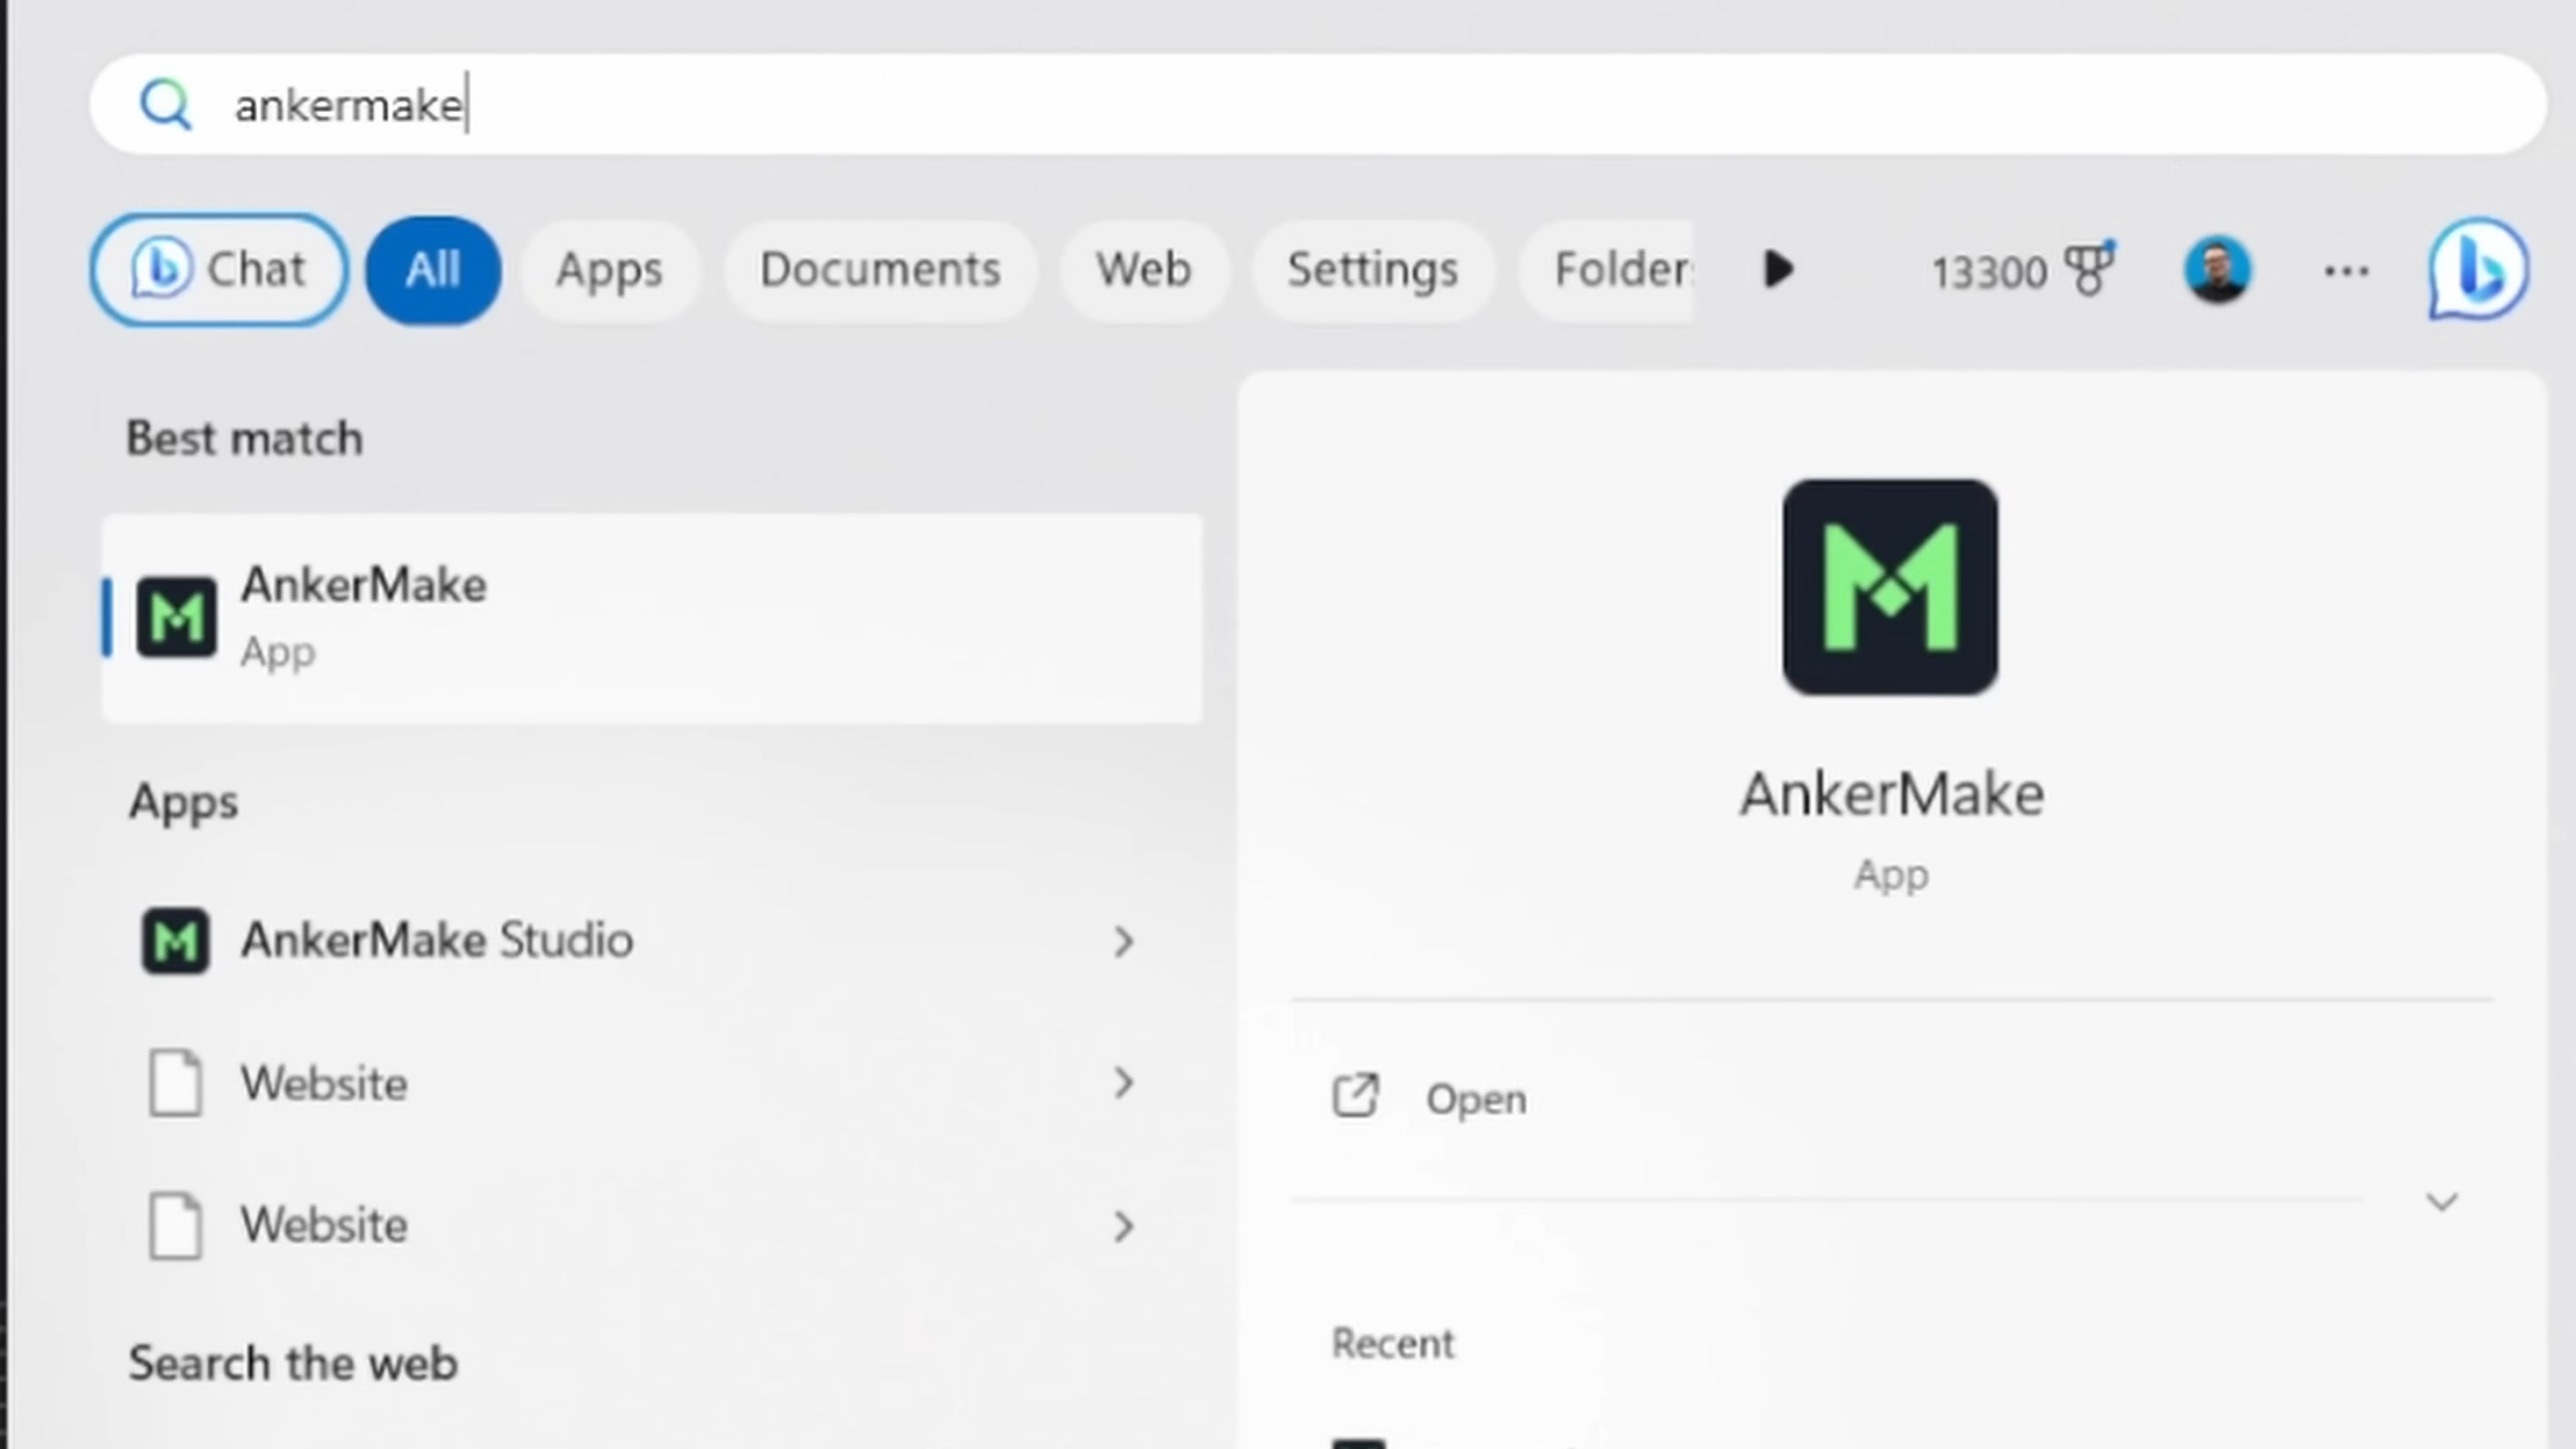 ankermake
Chat All Apps Documents Web Settings Folder 13300
Best match
AnkerMake
App
Apps
AnkerMake Studio
Website
Website
Search the web
AnkerMake
App
Open
Recent